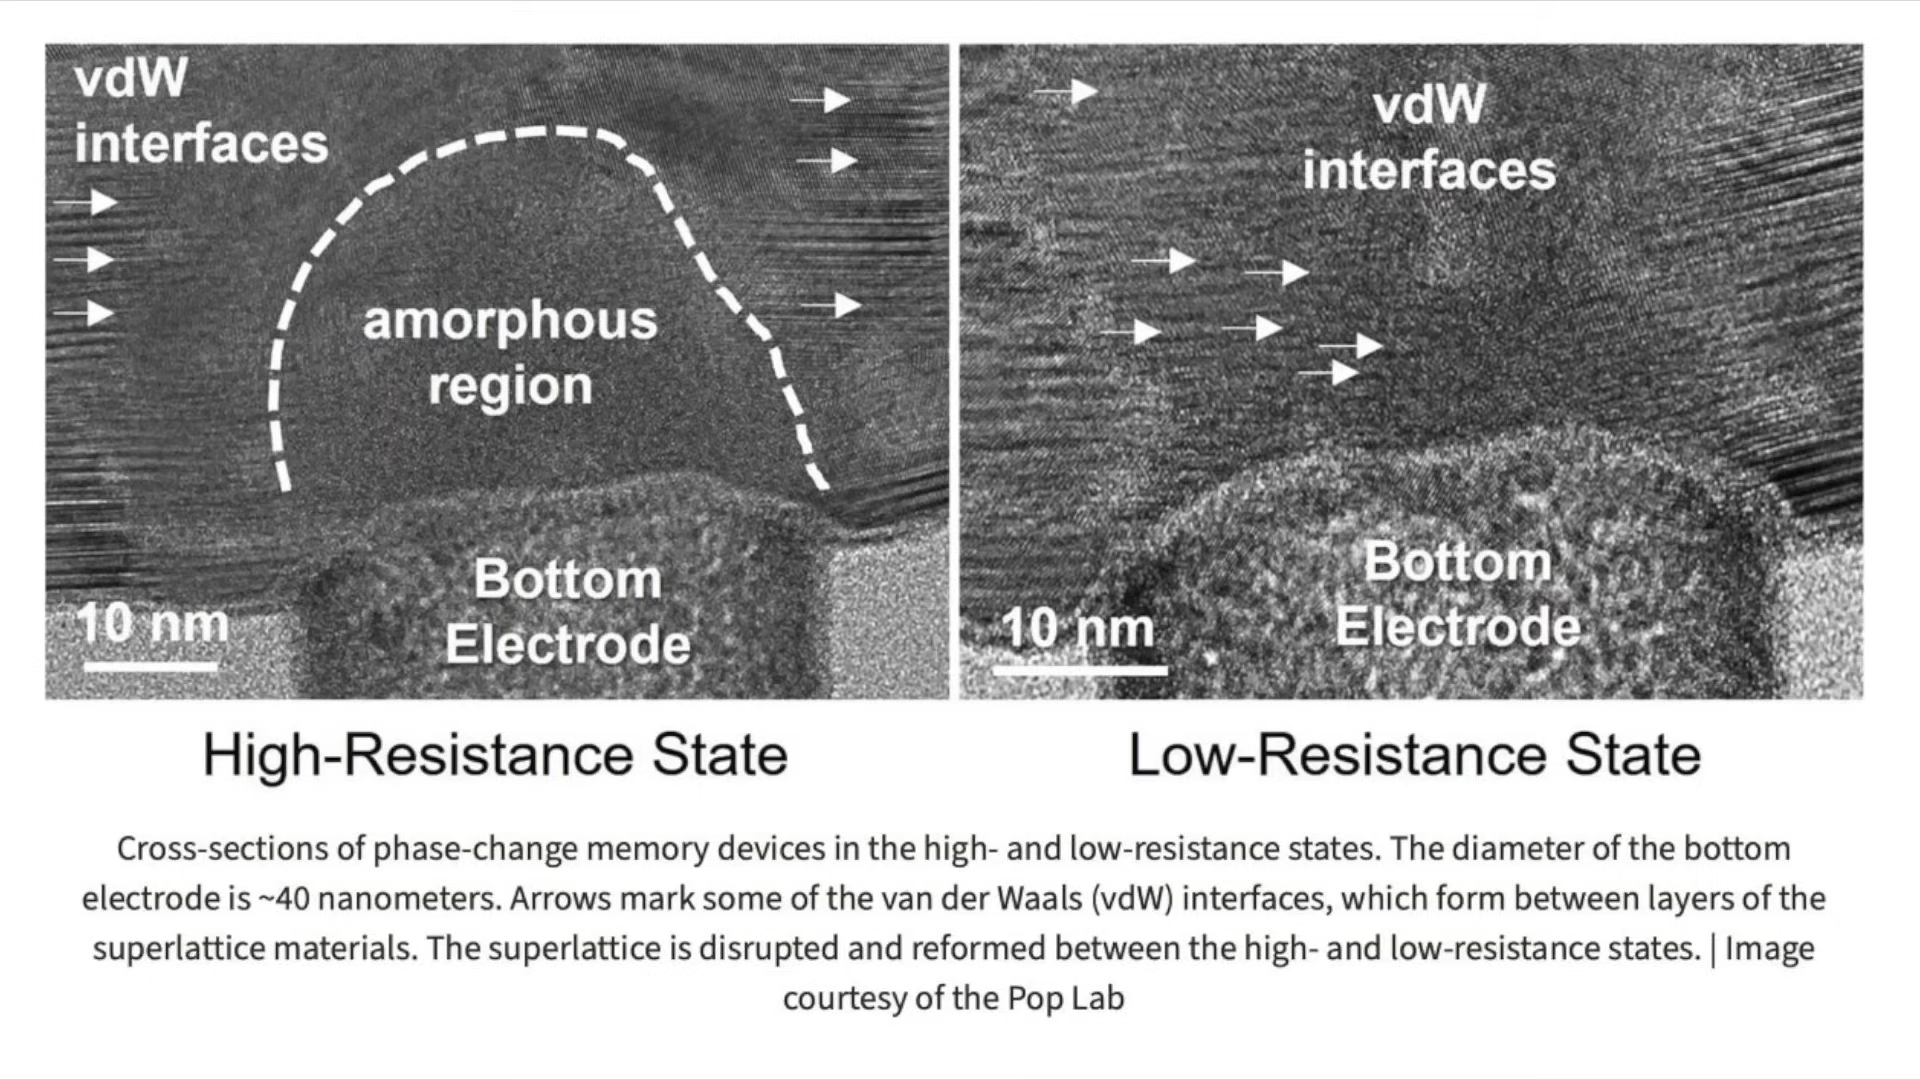 vdW
interfaces
amorphous
region
Bottom
Electrode
10 nm
vdW
interfaces
Bottom
Electrode
10 nm
High-Resistance State
Low-Resistance State
Cross-sections of phase-change memory devices in the high- and low-resistance states. The diameter of the bottom
electrode is ~40 nanometers. Arrows mark some of the van der Waals (vdW) interfaces, which form between layers of the
superlattice materials. The superlattice is disrupted and reformed between the high- and low-resistance states. | Image
courtesy of the Pop Lab